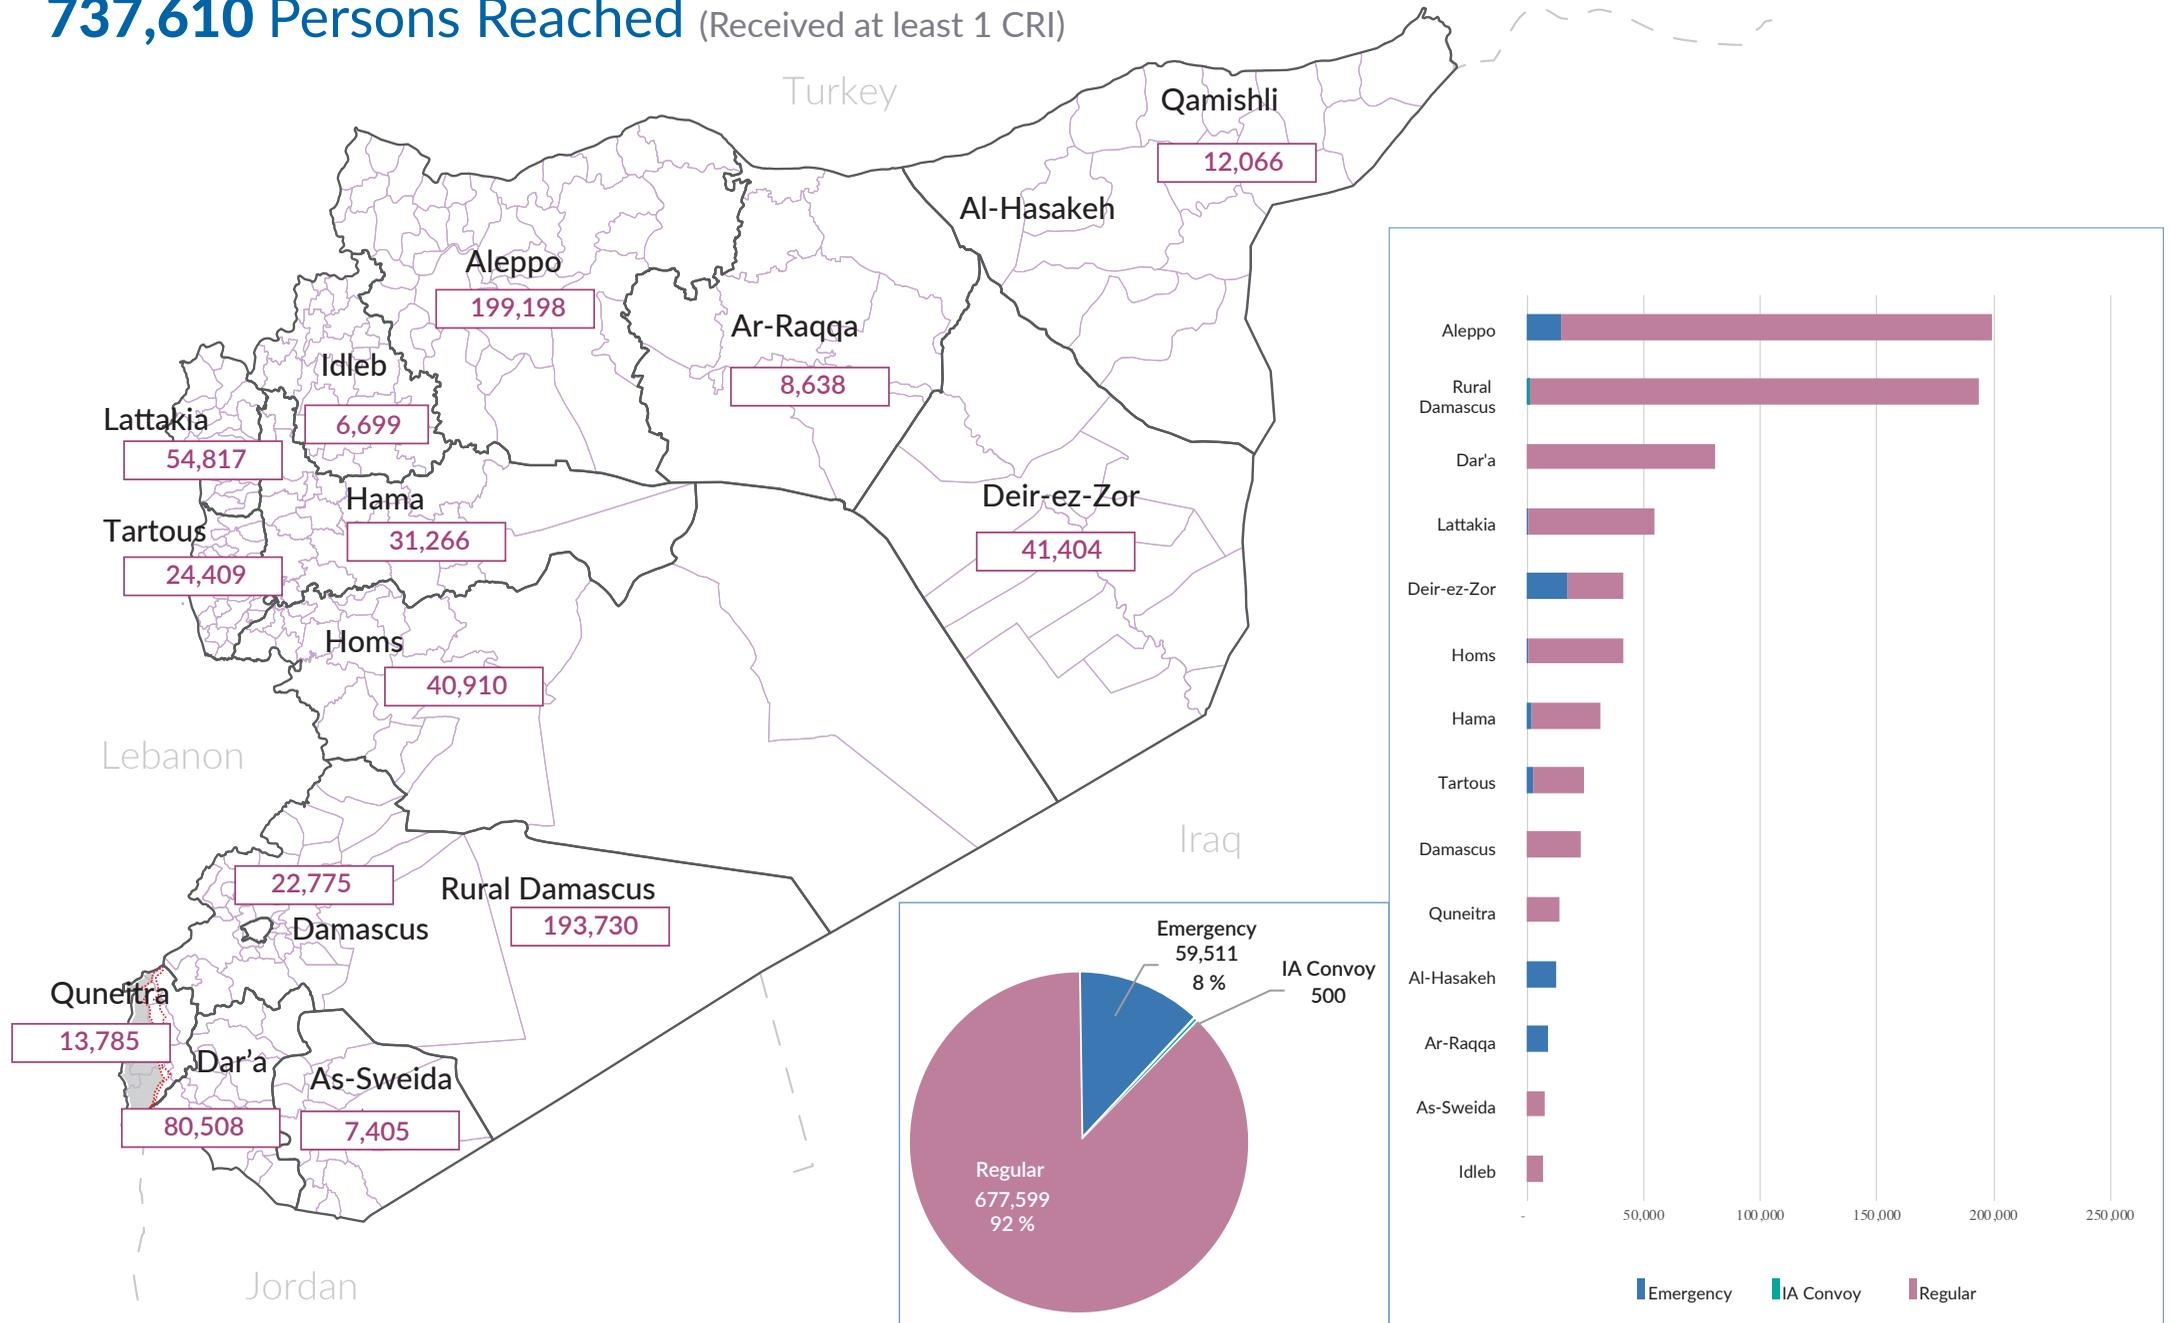 737,610 Persons Reached (Received at least 1 CRI)
Turkey
Qamishli
12,066
Al-Hasakeh
Aleppo
199,198
Ar-Raqqa
8,638
Idleb
6,699
Lattakia
54,817
Hama
31,266
Deir-ez-Zor
41,404
Tartous
24,409
Homs
40,910
Lebanon
Iraq
22,775
Damascus
Rural Damascus
193,730
Quneitra
13,785
Dar’a
80,508
As-Sweida
7,405
Jordan
Emergency
59,511
8 %
IA Convoy
500
Regular
677,599
92 %
Aleppo
Rural
Damascus
Dar'a
Lattakia
Deir-ez-Zor
Homs
Hama
Tartous
Damascus
Quneitra
Al-Hasakeh
Ar-Raqqa
As-Sweida
Idleb
- 50,000 100,000 150,000 200,000 250,000
Emergency IA Convoy Regular